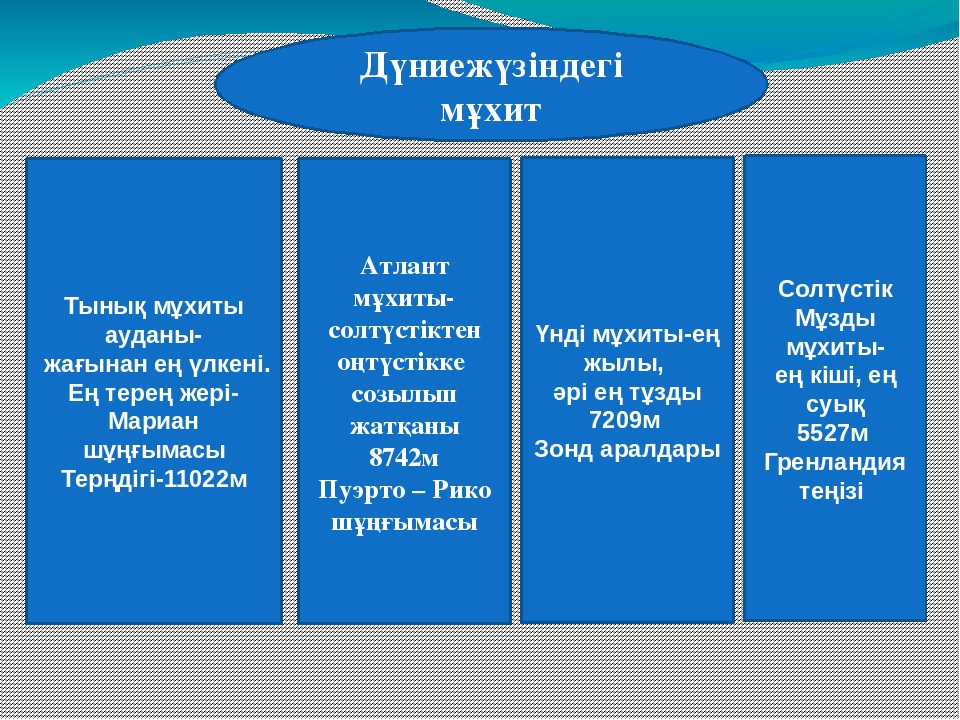 Дүниежүзіндегі
мұхит
Тынық мұхиты
ауданы-
жағынан ең үлкені.
Ең терең жері-
Мариан
шұңғымасы
Терңдігі-11022м
Атлант
мұхиты-
солтүстіктен
оңтүстікке
созылып
жатқаны
8742м
Пуэрто – Рико
шұңғымасы
Үнді мұхиты-ең
жылы,
әрі ең тұзды
7209м
Зонд аралдары
Солтүстік
Мұзды
мұхиты-
ең кіші, ең
суық
5527м
Гренландия
теңізі